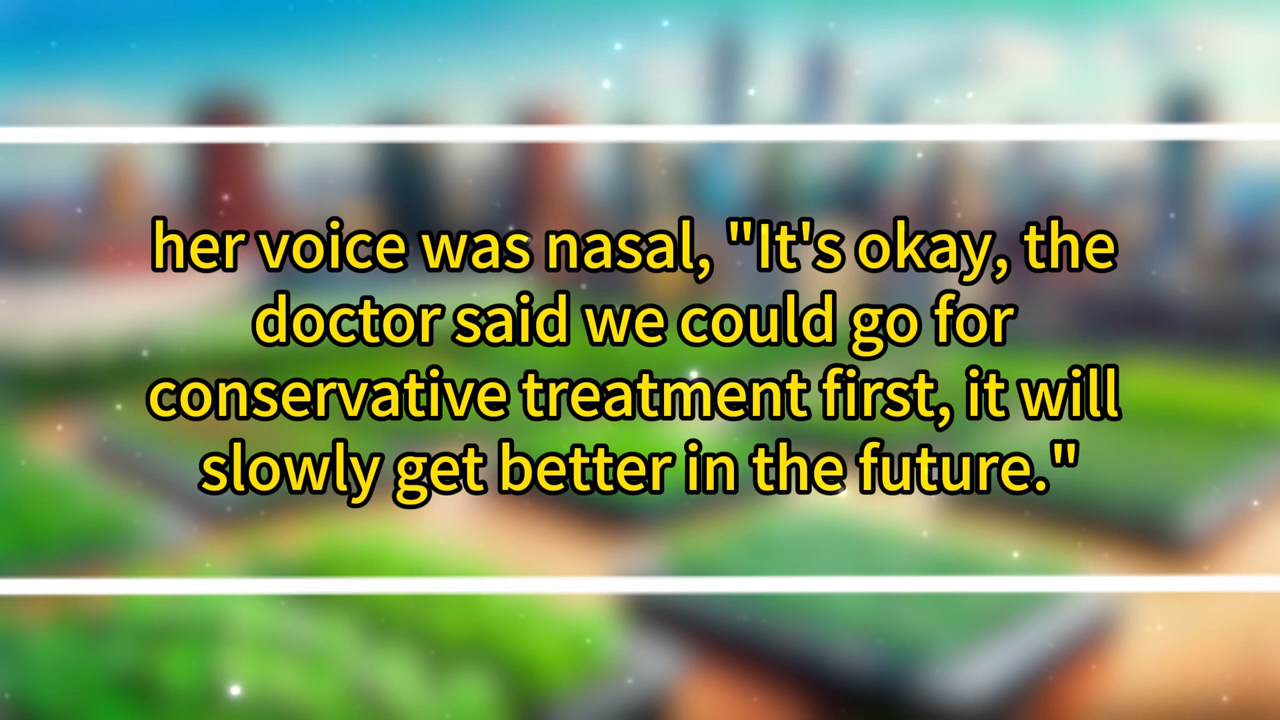 her voice was nasal, "It's okay, the
doctor said we could go for
conservative treatment first, it will
slowly get better in the future."